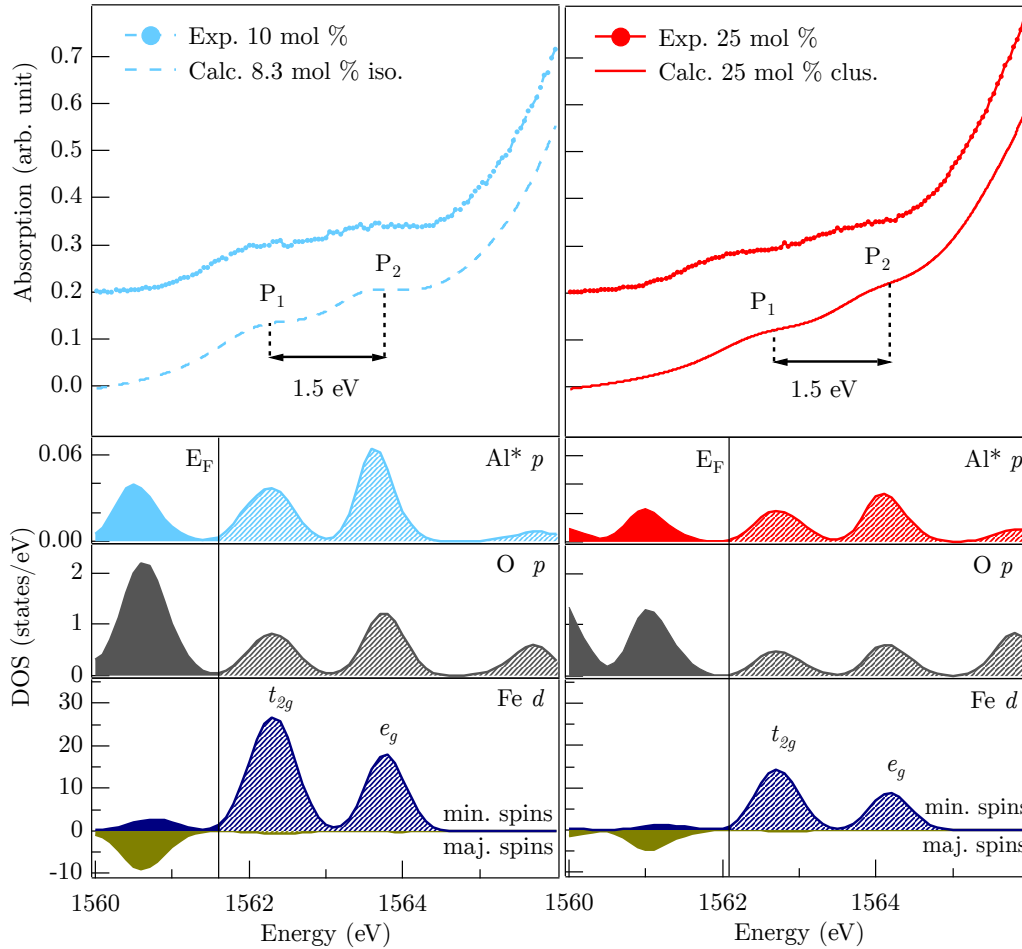 Exp. 10 mol %
Calc. 8.3 mol % iso.
Exp. 25 mol %
Calc. 25 mol % clus.
Absorption (arb. unit)
0.7
0.6
0.5
0.4
0.3
0.2
0.1
0.0
P1
P2
1.5 eV
P1
P2
1.5 eV
DOS (states/eV)
0.06
0.00
EF
Al* p
EF
Al* p
2
1
0
O p
O p
30
20
10
0
-10
t2g
eg
Fe d
min. spins
maj. spins
t2g
eg
Fe d
min. spins
maj. spins
1560
1562
1564
1560
1562
1564
Energy (eV)
Energy (eV)